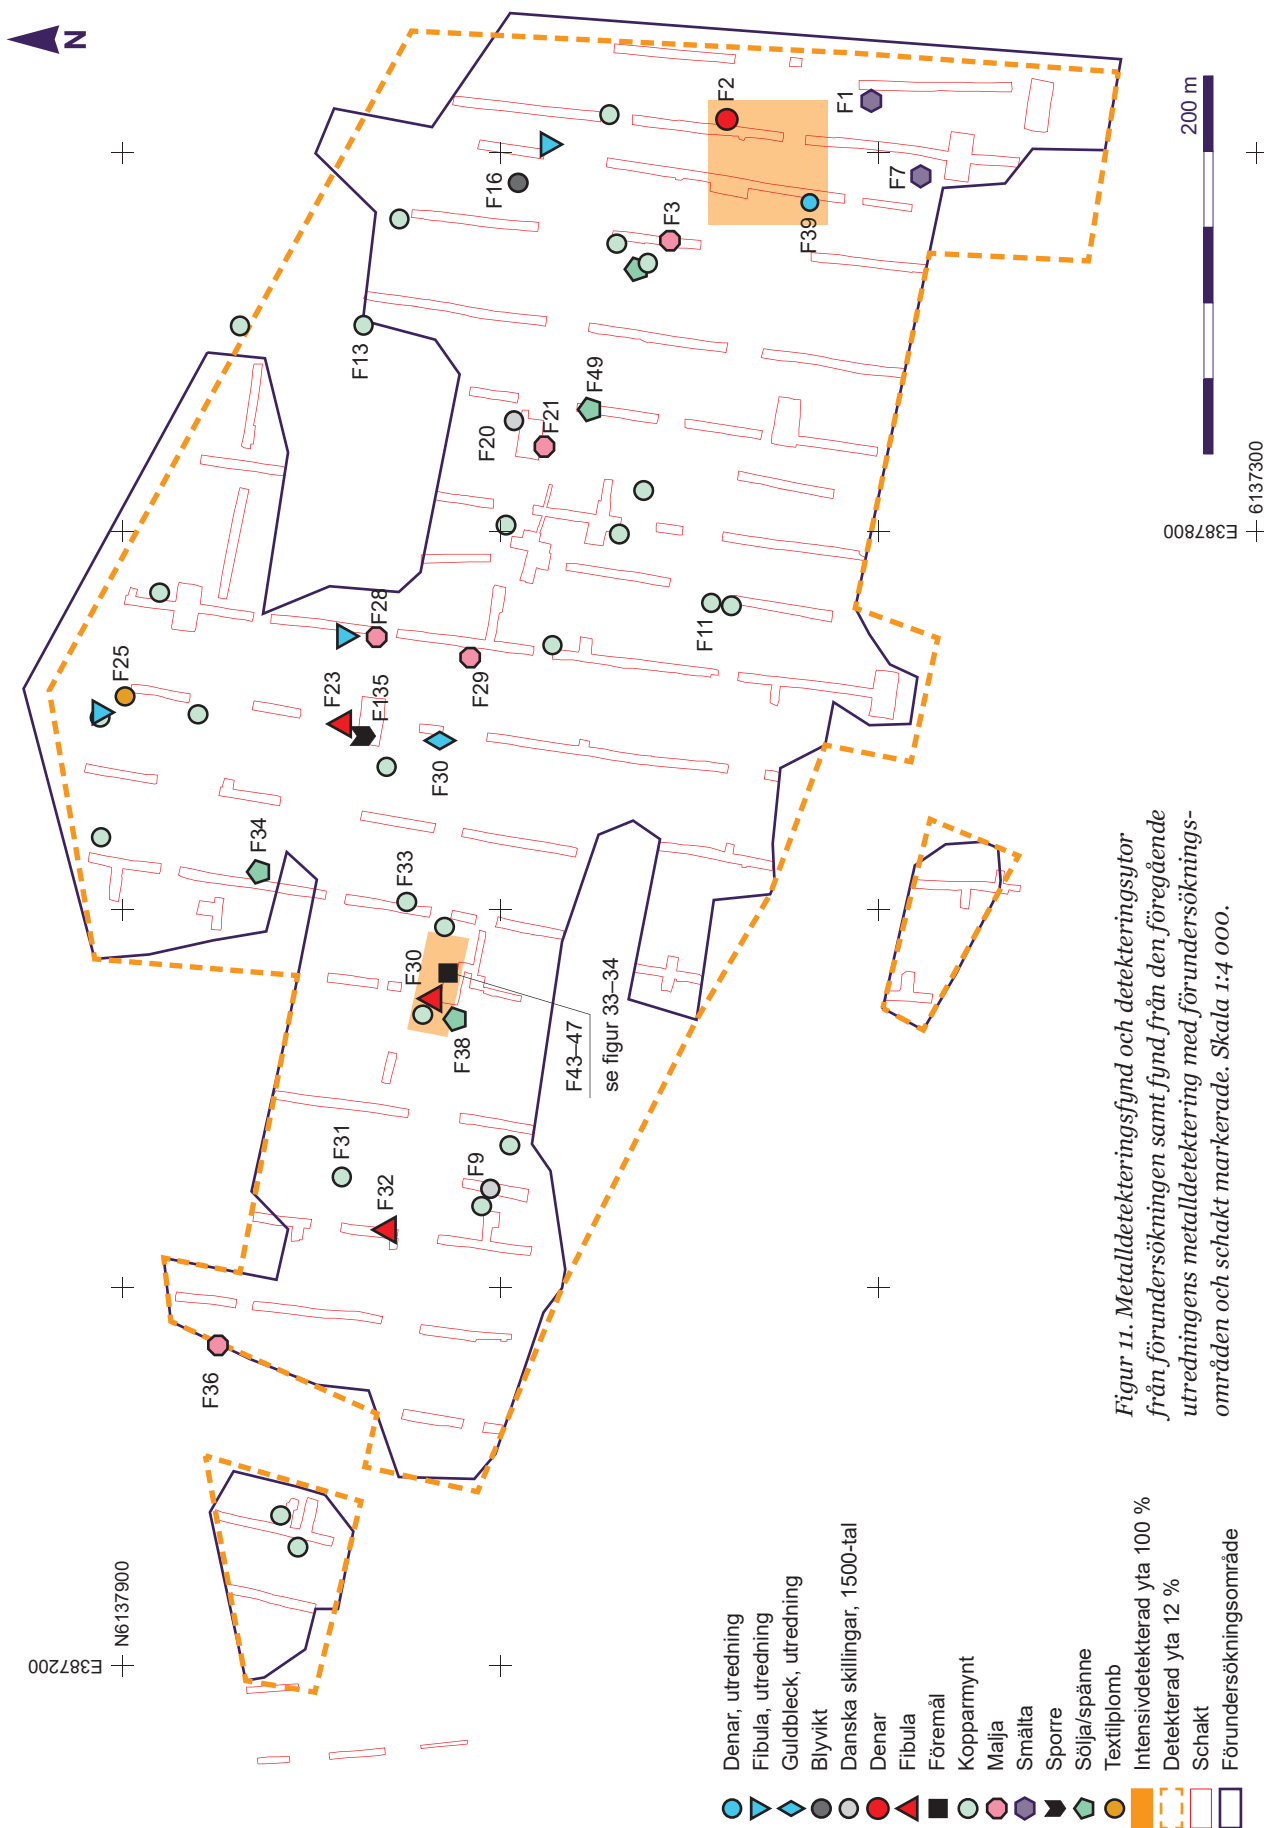 N
F2
F1
F16
F7
F3
F39
200 m
F13
F49
F20
F21
E387800
6137300
F25
F28
F11
F29
F23
F135
F30
F34
F33
F30
F38
F43–47
se figur 33–34
F31
F9
F32
F36
E387200
N6137900
Denar, utredning
Fibula, utredning
Guldbleck, utredning
Blyvikt
Danska skillingar, 1500-tal
Denar
Fibula
Föremål
Kopparmynt
Malja
Smälta
Sporre
Sölja/spänne
Textilplomb
Intensivdetekterad yta 100 %
Detekterad yta 12 %
Schakt
Förundersökningsområde
Figur 11. Metalldetekteringsfynd och detekteringsytor
från förundersökningen samt fynd från den föregående
utredningens metalldetektering med förundersöknings-
områden och schakt markerade. Skala 1:4 000.